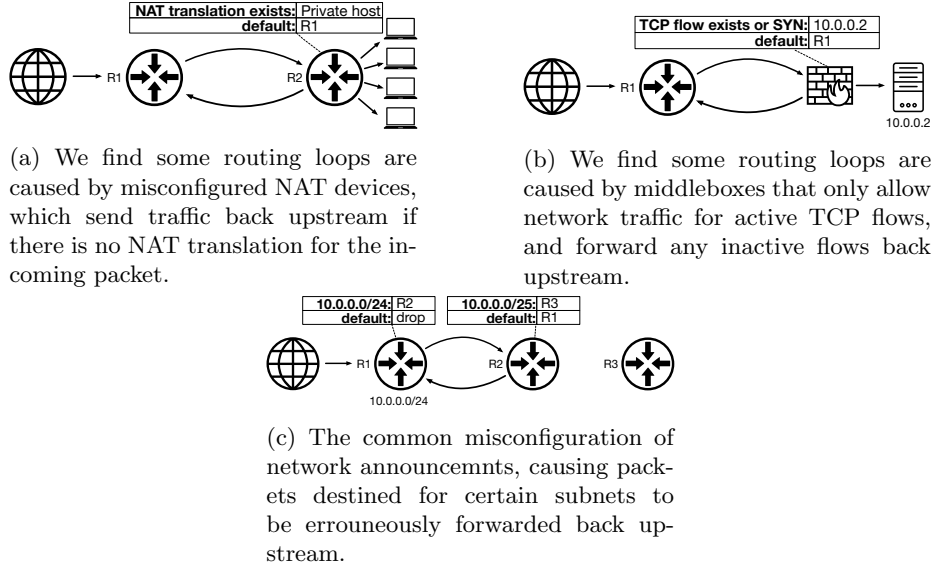 NAT translation exists: Private host
default: R1
R1
R2
(a) We find some routing loops are
caused by misconfigured NAT devices,
which send traffic back upstream if
there is no NAT translation for the in-
coming packet.
TCP flow exists or SYN: 10.0.0.2
default: R1
R1
10.0.0.2
(b) We find some routing loops are
caused by middleboxes that only allow
network traffic for active TCP flows,
and forward any inactive flows back
upstream.
10.0.0.0/24: R2
default: drop
10.0.0.0/25: R3
default: R1
R1
R2
R3
10.0.0.0/24
(c) The common misconfiguration of
network announcemnts, causing pack-
ets destined for certain subnets to
be errouneously forwarded back up-
stream.